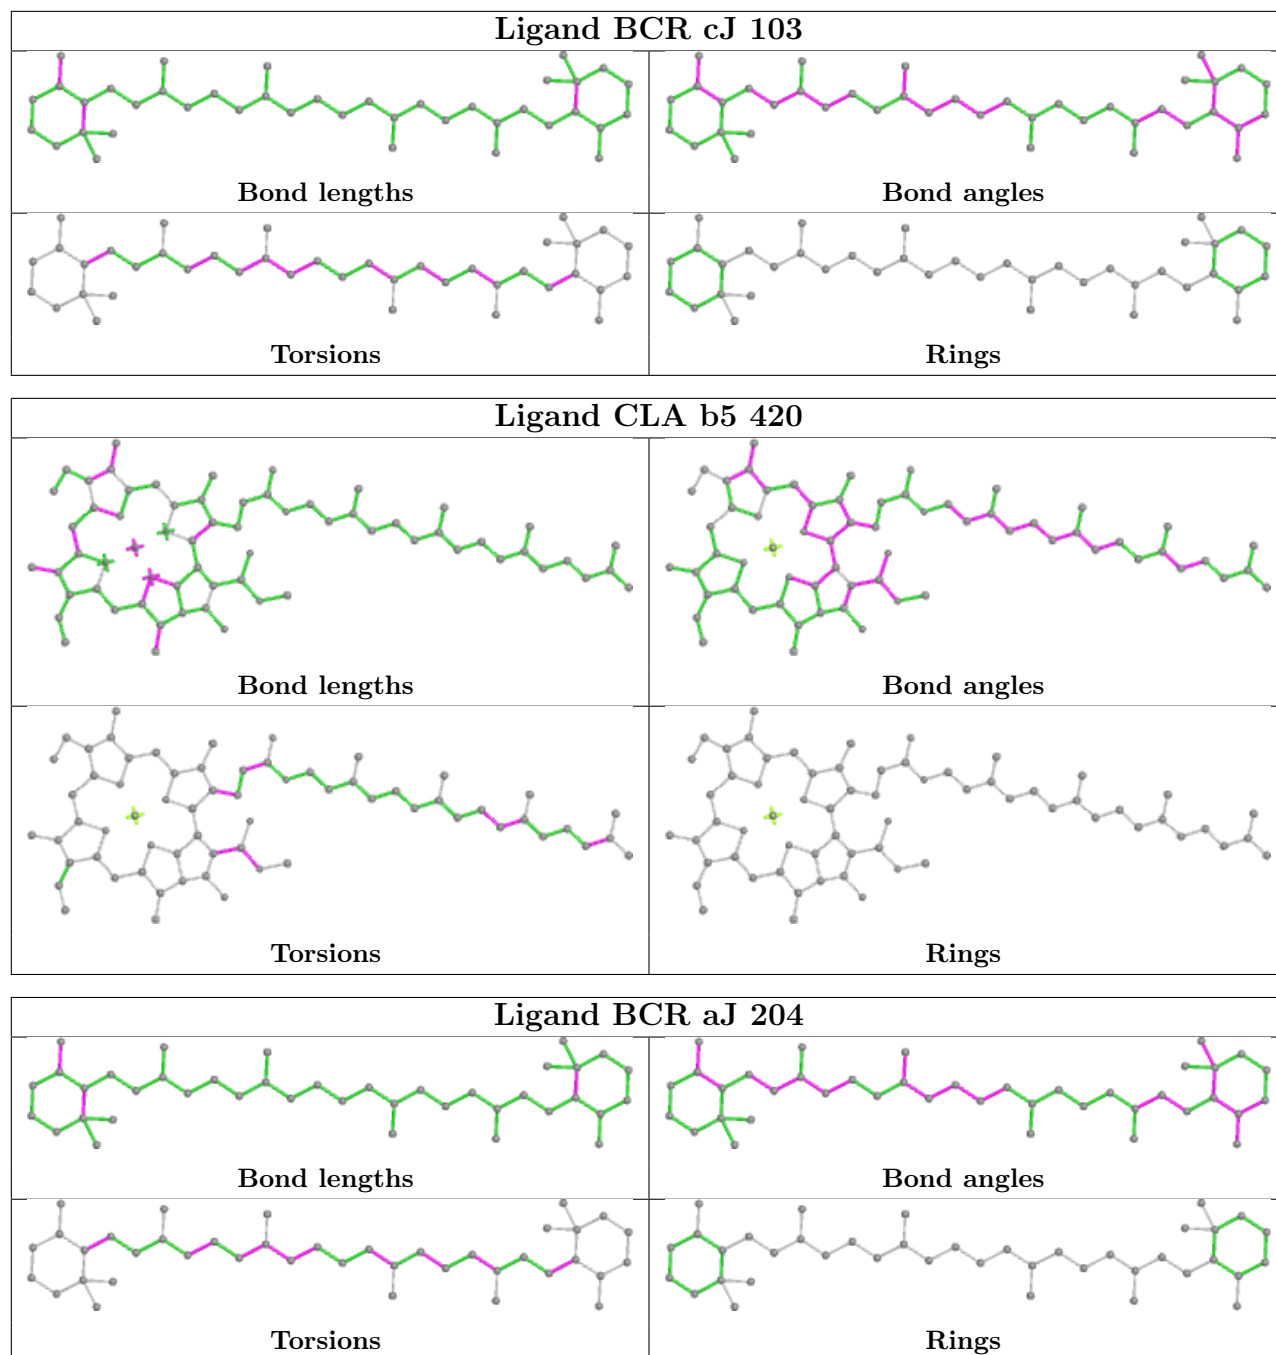 Ligand BCR cJ 103
Bond lengths
Bond angles
Torsions
Rings
Ligand CLA b5 420
Bond lengths
Bond angles
Torsions
Rings
Ligand BCR aJ 204
Bond lengths
Bond angles
Torsions
Rings